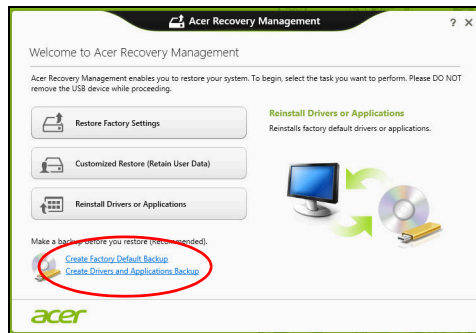 Acer Recovery Management
? X
Welcome to Acer Recovery Management
Acer Recovery Management enables you to restore your system. To begin, select the task you want to perform. Please DO NOT
remove the USB device while proceeding.
Restore Factory Settings
Customized Restore (Retain User Data)
Reinstall Drivers or Applications
Reinstall Drivers or Applications
Reinstalls factory default drivers or applications.
Make a backup before you restore (Recommended).
Create Factory Default Backup
Create Drivers and Applications Backup
acer